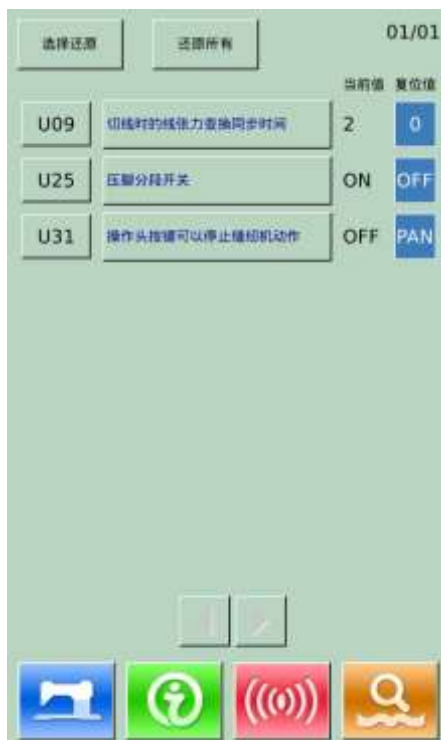 选择还原 还原所有 01/01
当前值 复位值
U09 切线时的线张力变换同步时间 2 0
U25 压脚分段开关 ON OFF
U31 操作头按键可以停止缝纫机动作 OFF PAN